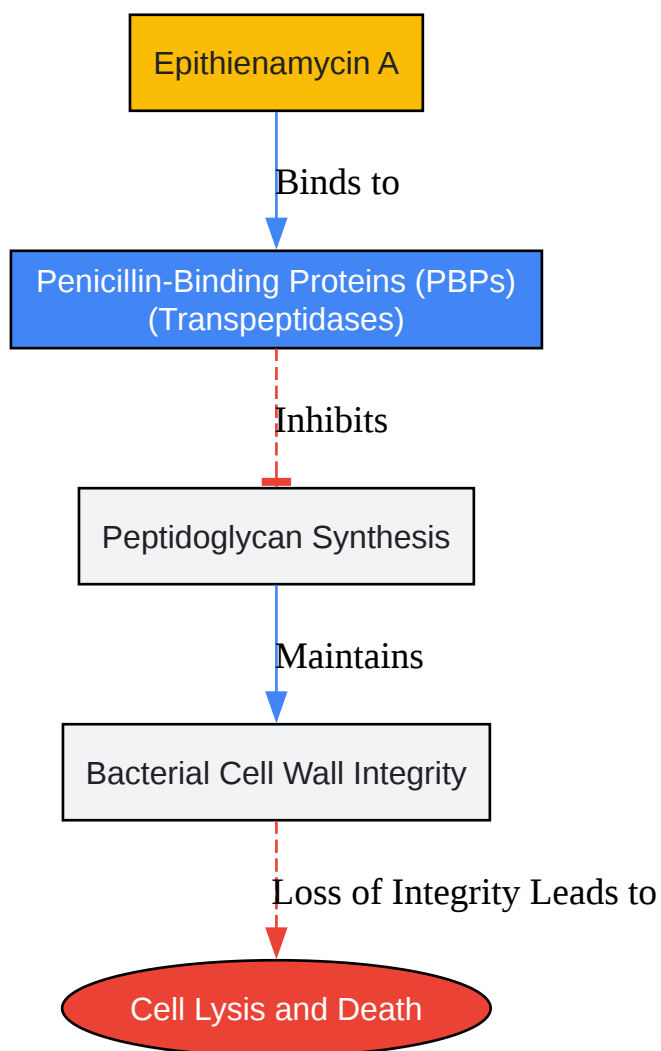 Epithienamycin A
Binds to
Penicillin-Binding Proteins (PBPs)
(Transpeptidases)
Inhibits
Peptidoglycan Synthesis
Maintains
Bacterial Cell Wall Integrity
Loss of Integrity Leads to
Cell Lysis and Death